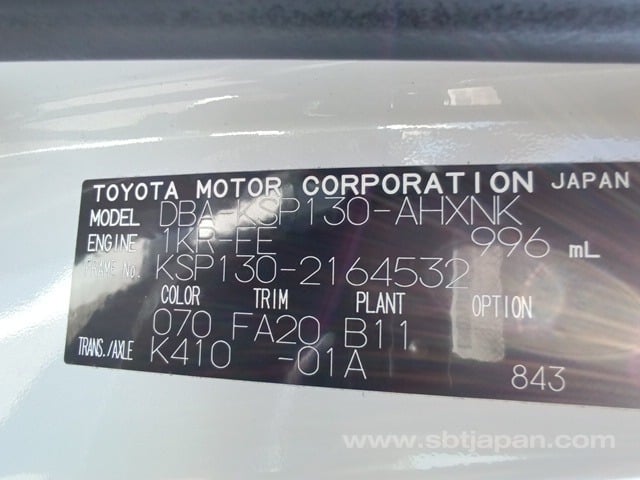 TOYOTA MOTOR CORPORATION JAPAN
MODEL DBA-KSP130-AHXNK
ENGINE 1KR-FE 996 mL
FRAME No. KSP130-2164532
COLOR TRIM PLANT OPTION
070 FA20 B11
TRANS./AXLE K410 -01A
843
www.sbtjapan.com